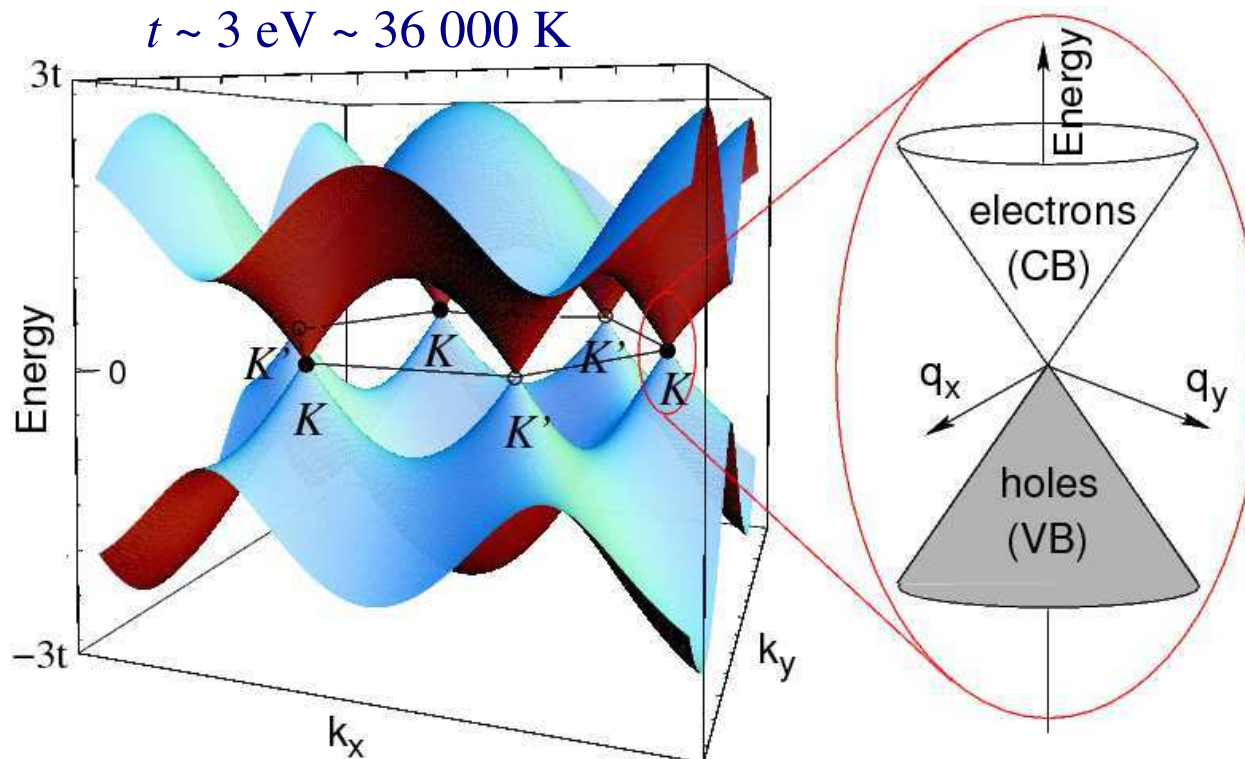 t ~ 3 eV ~ 36 000 K
3t
Energy
0
-3t
k_x
k_y
K'
K
K
K'
K'
K
Energy
electrons
(CB)
q_x
q_y
holes
(VB)